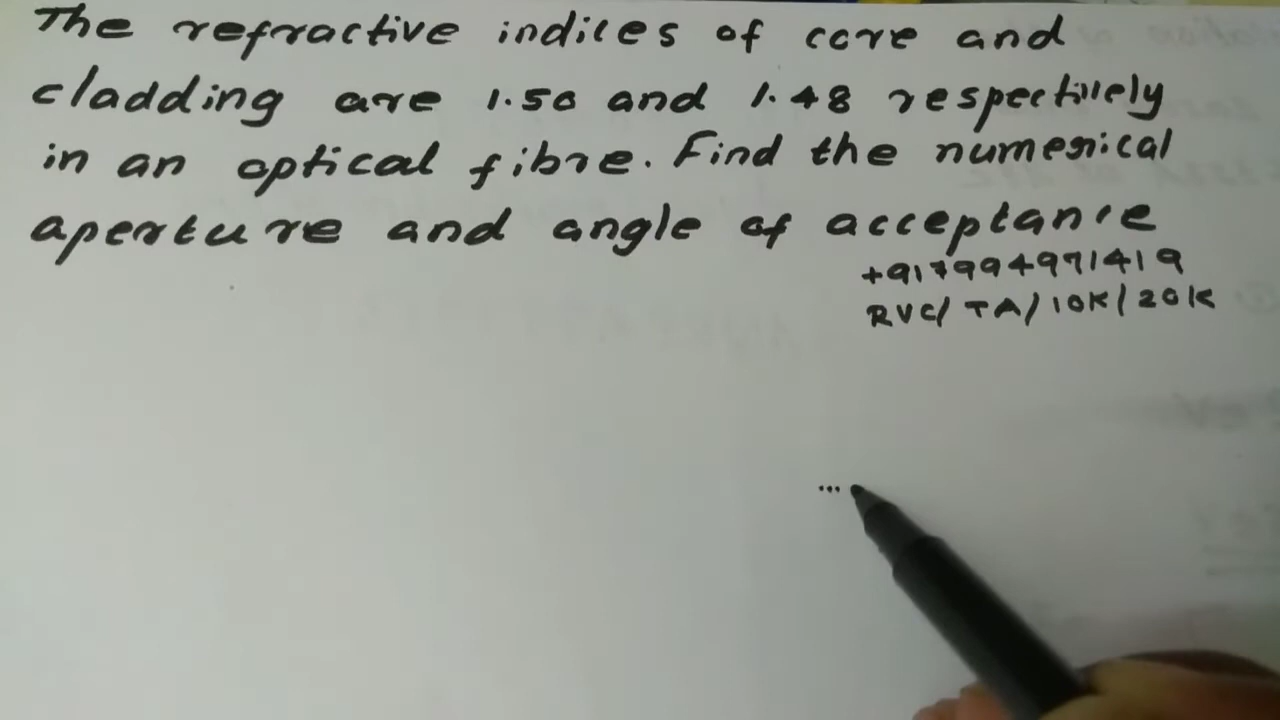 The refractive indices of core and
cladding are 1.50 and 1.48 respectively
in an optical fibre. Find the numerical
aperture and angle of acceptance
+917994971419
RVC/ TA/10K/20K